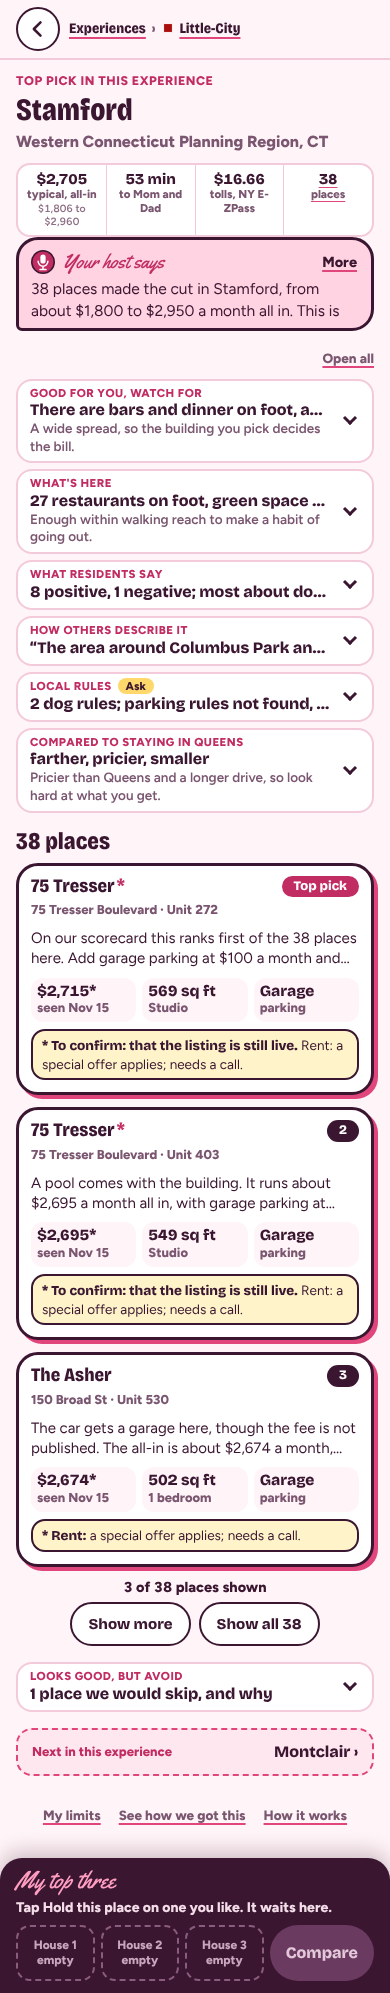 Experiences › Little-City
TOP PICK IN THIS EXPERIENCE
Stamford
Western Connecticut Planning Region, CT
$2,705
typical, all-in
$1,806 to
$2,960
53 min
to Mom and
Dad
$16.66
tolls, NY E-
ZPass
38
places
Your host says
More
38 places made the cut in Stamford, from
about $1,800 to $2,950 a month all in. This is
Open all
GOOD FOR YOU, WATCH FOR
There are bars and dinner on foot, a...
A wide spread, so the building you pick decides
the bill.
WHAT'S HERE
27 restaurants on foot, green space ...
Enough within walking reach to make a habit of
going out.
WHAT RESIDENTS SAY
8 positive, 1 negative; most about do...
HOW OTHERS DESCRIBE IT
“The area around Columbus Park an...
LOCAL RULES Ask
2 dog rules; parking rules not found, ...
COMPARED TO STAYING IN QUEENS
farther, pricier, smaller
Pricier than Queens and a longer drive, so look
hard at what you get.
38 places
75 Tresser*
Top pick
75 Tresser Boulevard · Unit 272
On our scorecard this ranks first of the 38 places
here. Add garage parking at $100 a month and...
$2,715*
seen Nov 15
569 sq ft
Studio
Garage
parking
* To confirm: that the listing is still live. Rent: a
special offer applies; needs a call.
75 Tresser*
2
75 Tresser Boulevard · Unit 403
A pool comes with the building. It runs about
$2,695 a month all in, with garage parking at...
$2,695*
seen Nov 15
549 sq ft
Studio
Garage
parking
* To confirm: that the listing is still live. Rent: a
special offer applies; needs a call.
The Asher
3
150 Broad St · Unit 530
The car gets a garage here, though the fee is not
published. The all-in is about $2,674 a month,...
$2,674*
seen Nov 15
502 sq ft
1 bedroom
Garage
parking
* Rent: a special offer applies; needs a call.
3 of 38 places shown
Show more
Show all 38
LOOKS GOOD, BUT AVOID
1 place we would skip, and why
Next in this experience
Montclair ›
My limits
See how we got this
How it works
My top three
Tap Hold this place on one you like. It waits here.
House 1
empty
House 2
empty
House 3
empty
Compare